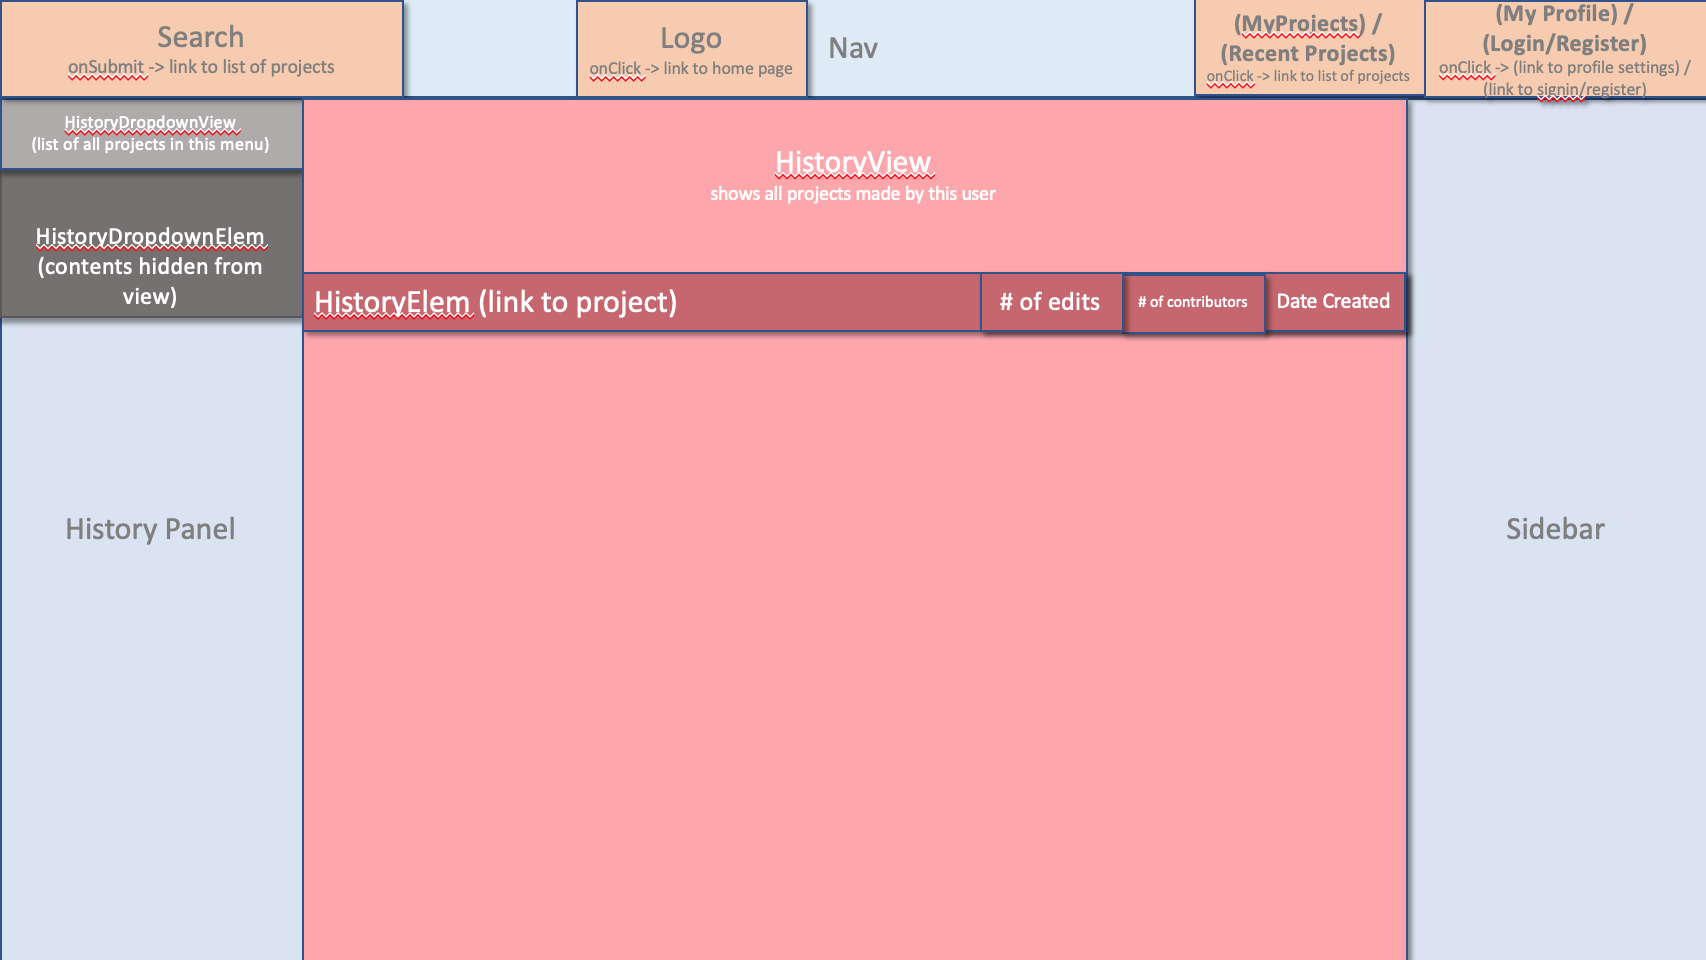 Search
onSubmit -> link to list of projects
Logo
onClick -> link to home page
Nav
(MyProjects) /
(Recent Projects)
onClick -> link to list of projects
(My Profile) /
(Login/Register)
onClick -> (link to profile settings) /
(link to signin/register)
HistoryDropdownView
(list of all projects in this menu)
HistoryDropdownElem
(contents hidden from
view)
History Panel
HistoryView
shows all projects made by this user
HistoryElem (link to project)
# of edits
# of contributors
Date Created
Sidebar